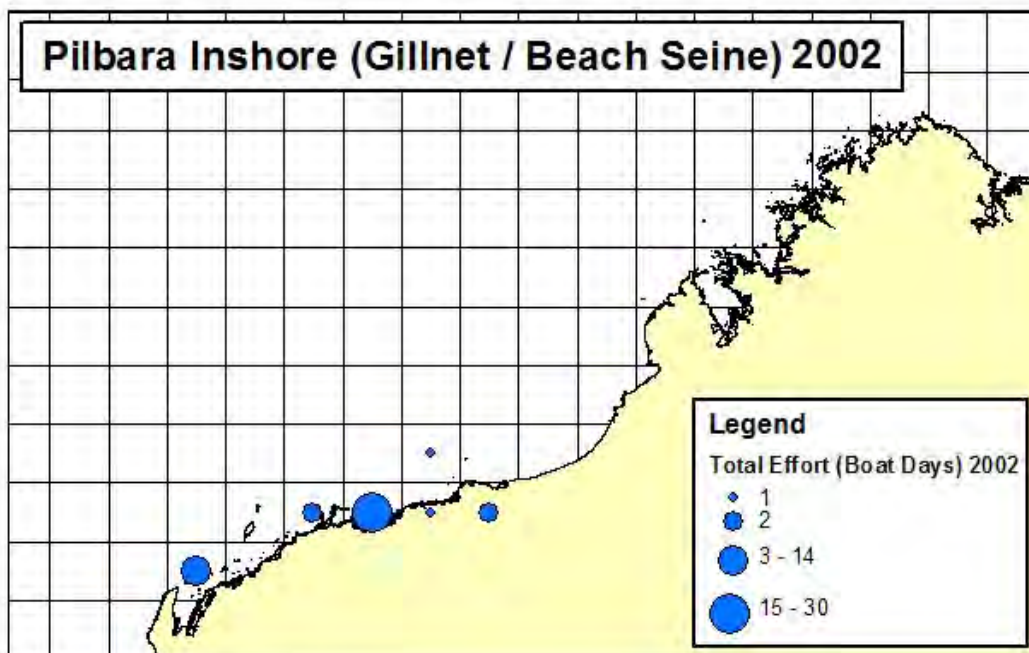 Pilbara Inshore (Gillnet / Beach Seine) 2002
Legend
Total Effort (Boat Days) 2002
1
2
3 - 14
15 - 30